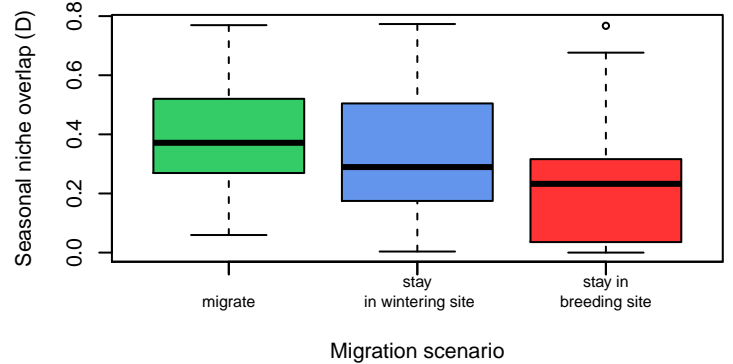 Seasonal niche overlap (D)
0.8
0.6
0.4
0.2
0.0
migrate
stay
in wintering site
stay in
breeding site
Migration scenario